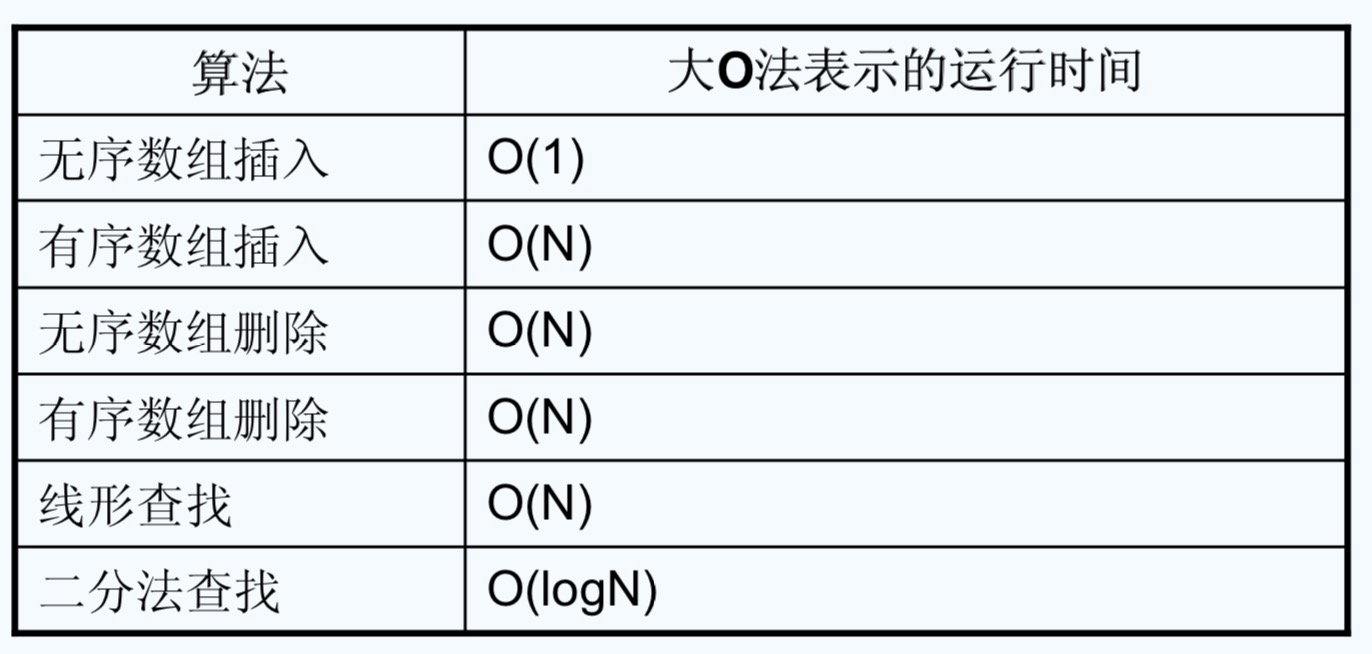 算法 大O法表示的运行时间
无序数组插入 O(1)
有序数组插入 O(N)
无序数组删除 O(N)
有序数组删除 O(N)
线形查找 O(N)
二分法查找 O(logN)